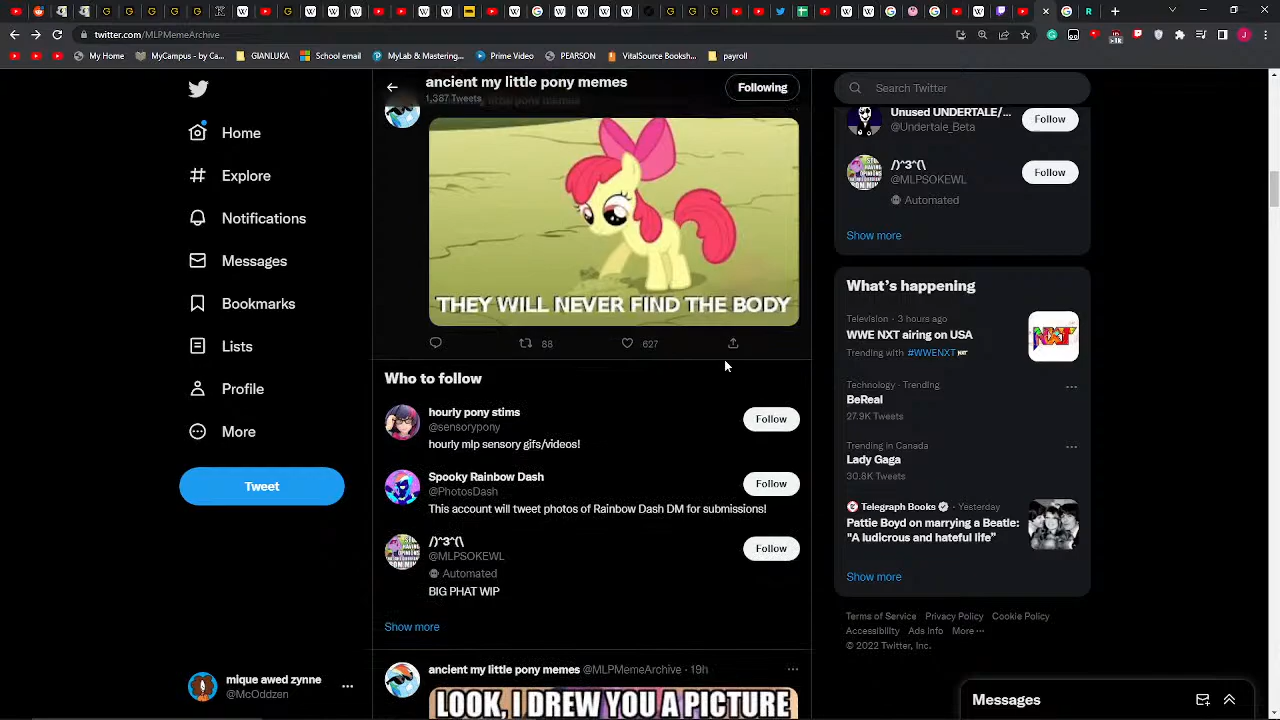 twitter.com/MLPMemeArchive
My Home
MyCampus - by Ga...
GIANLUKA
School email
MyLab & Mastering...
Prime Video
PEARSON
VitalSource Booksh...
payroll
Home
Explore
Notifications
Messages
Bookmarks
Lists
Profile
More
Tweet
mique awed zynne
@McOddzen
ancient my little pony memes
1,387 Tweets
Following
THEY WILL NEVER FIND THE BODY
88
627
Who to follow
hourly pony stims
@sensorypony
Follow
hourly mlp sensory gifs/videos!
Spooky Rainbow Dash
@PhotosDash
Follow
This account will tweet photos of Rainbow Dash DM for submissions!
/)^3^(\
@MLPSOKEWL
Follow
Automated
BIG PHAT WIP
Show more
ancient my little pony memes @MLPMemeArchive · 19h
LOOK, I DREW YOU A PICTURE
Search Twitter
Unused UNDERTALE/...
@Undertale_Beta
Follow
/)^3^(\
@MLPSOKEWL
Follow
Automated
Show more
What's happening
Television · 3 hours ago
WWE NXT airing on USA
Trending with #WWENXT
NXT
Technology · Trending
BeReal
27.9K Tweets
Trending in Canada
Lady Gaga
30.8K Tweets
Telegraph Books · Yesterday
Pattie Boyd on marrying a Beatle:
"A ludicrous and hateful life"
Show more
Terms of Service Privacy Policy Cookie Policy
Accessibility Ads Info More ···
© 2022 Twitter, Inc.
Messages